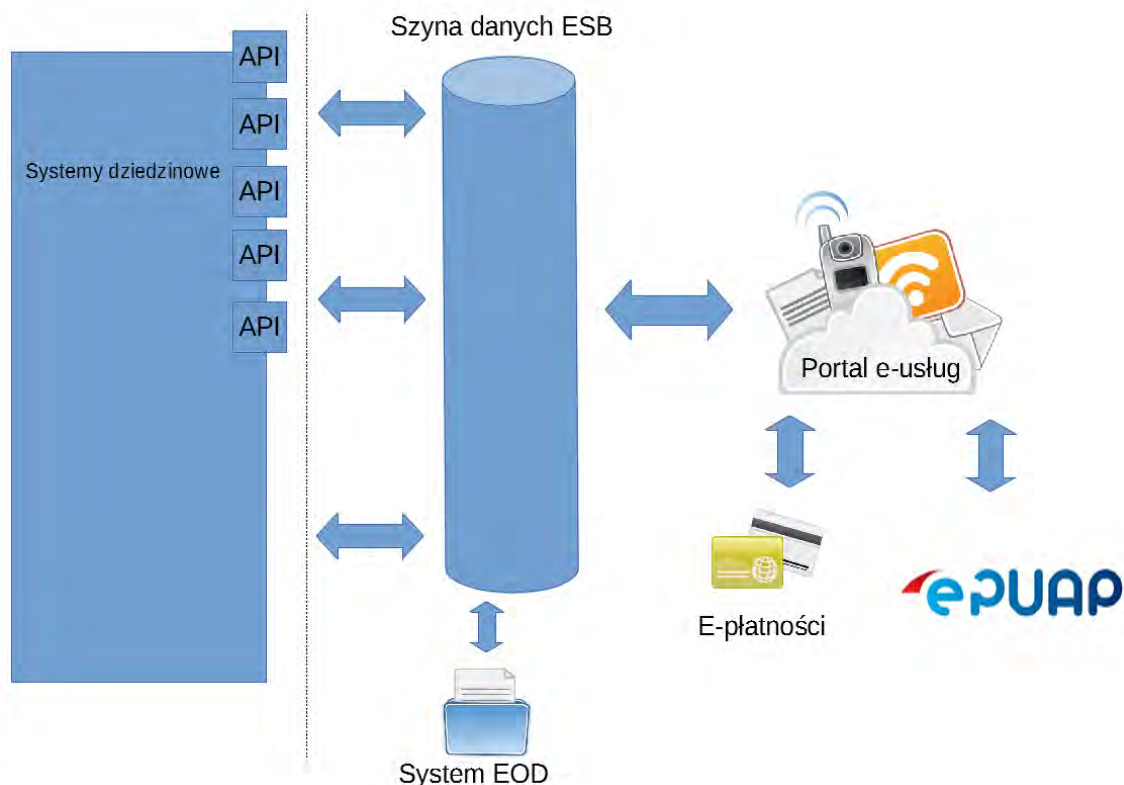 Szyna danych ESB
API
API
Systemy dziedzinowe
API
API
API
Portal e-usług
E-płatności
ePUAP
System EOD